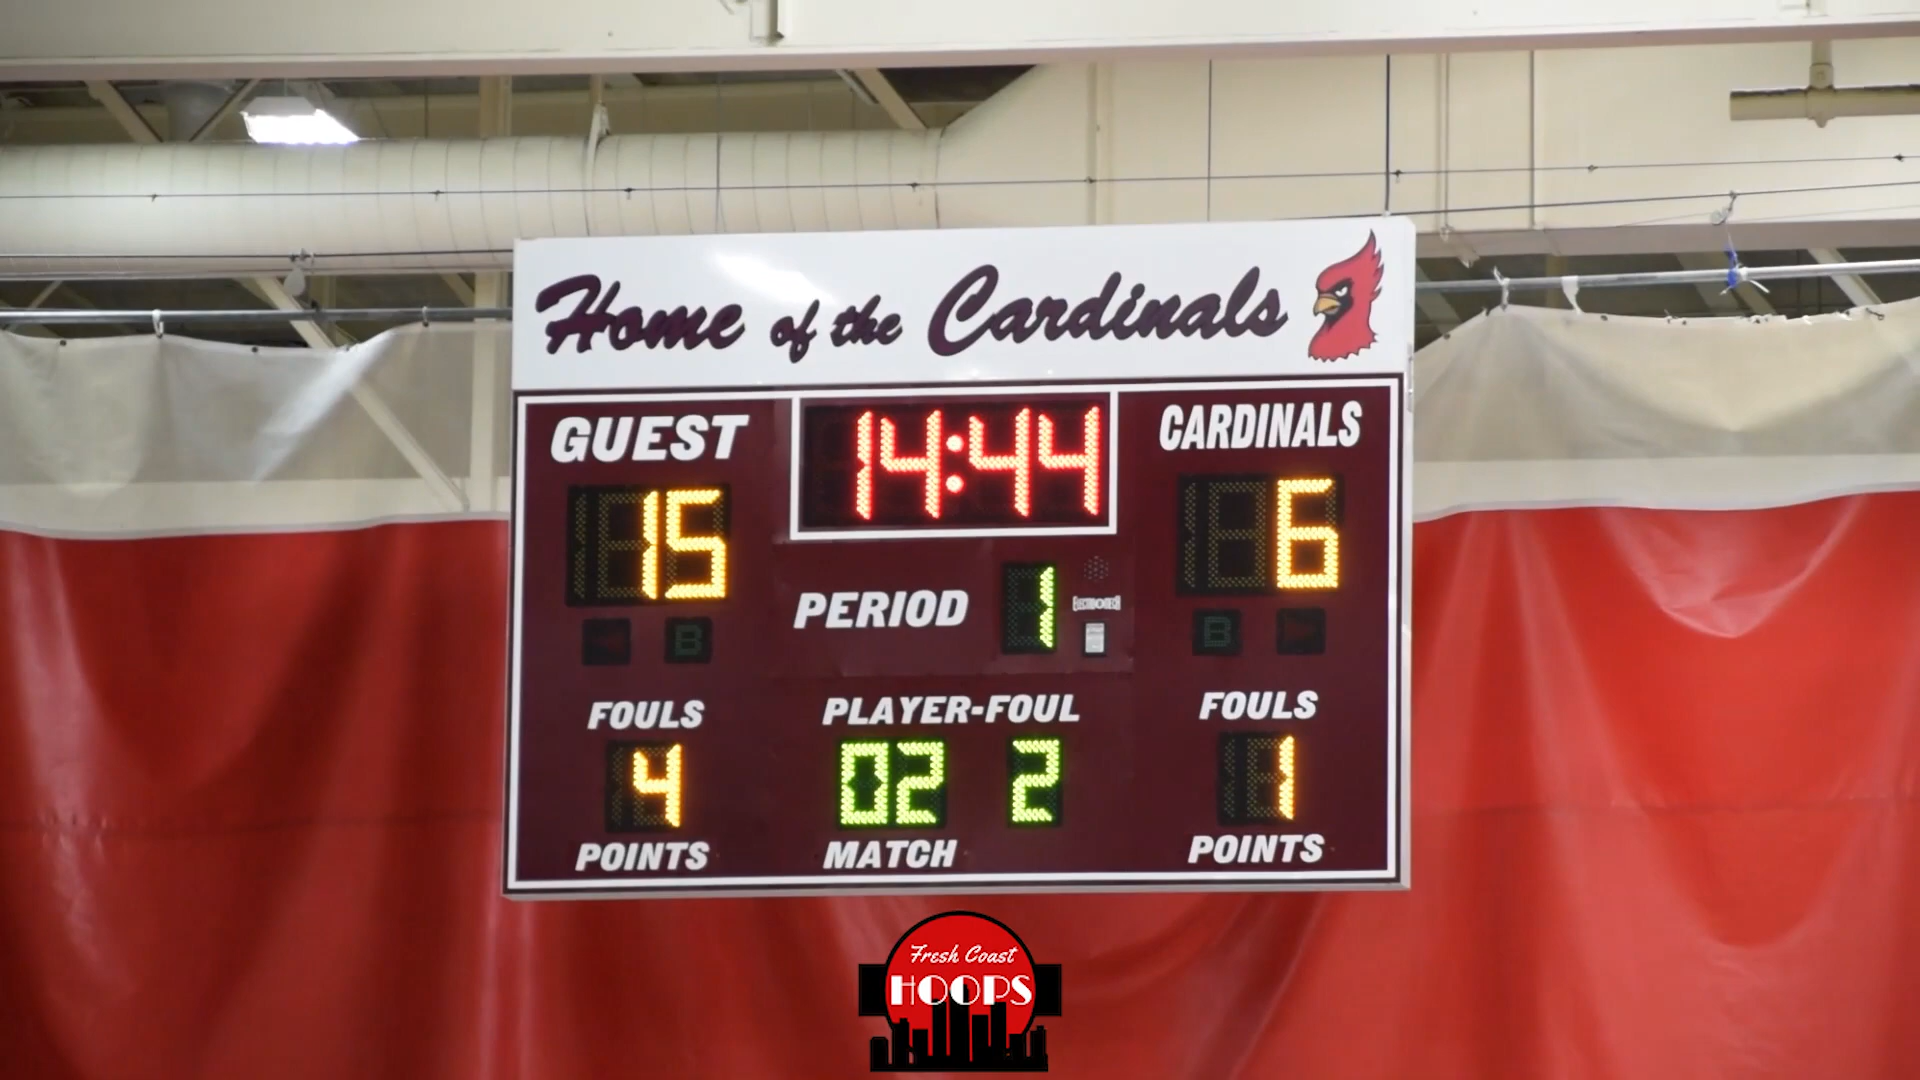 Home of the Cardinals
GUEST
14:44
CARDINALS
15
6
PERIOD
1
B
B
FOULS
PLAYER-FOUL
FOULS
4
02 2
1
POINTS
MATCH
POINTS
Fresh Coast
HOOPS